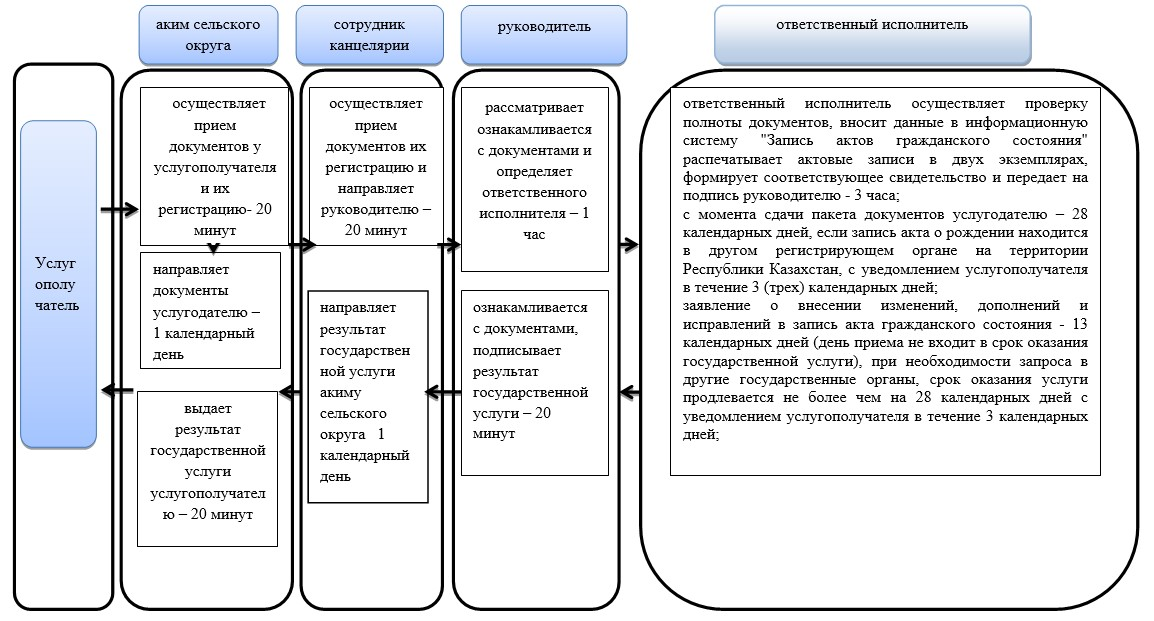 аким сельского
округа
сотрудник
канцелярии
руководитель
ответственный исполнитель
Услуг
ополу
чатель
осуществляет
прием
документов у
услугополучателя
и их
регистрацию- 20
минут
направляет
документы
услугодателю –
1 календарный
день
выдает
результат
государственной
услуги
услугополучател
ю – 20 минут
осуществляет
прием
документов их
регистрацию и
направляет
руководителю –
20 минут
направляет
результат
государствен
ной услуги
акиму
сельского
округа 1
календарный
день
рассматривает
ознакамливается
с документами и
определяет
ответственного
исполнителя – 1
час
ознакамливается
с документами,
подписывает
результат
государственной
услуги – 20
минут
ответственный исполнитель осуществляет проверку
полноты документов, вносит данные в информационную
систему "Запись актов гражданского состояния"
распечатывает актовые записи в двух экземплярах,
формирует соответствующее свидетельство и передает на
подпись руководителю - 3 часа;
с момента сдачи пакета документов услугодателю – 28
календарных дней, если запись акта о рождении находится
в другом регистрирующем органе на территории
Республики Казахстан, с уведомлением услугополучателя
в течение 3 (трех) календарных дней;
заявление о внесении изменений, дополнений и
исправлений в запись акта гражданского состояния - 13
календарных дней (день приема не входит в срок оказания
государственной услуги), при необходимости запроса в
другие государственные органы, срок оказания услуги
продлевается не более чем на 28 календарных дней с
уведомлением услугополучателя в течение 3 календарных
дней;